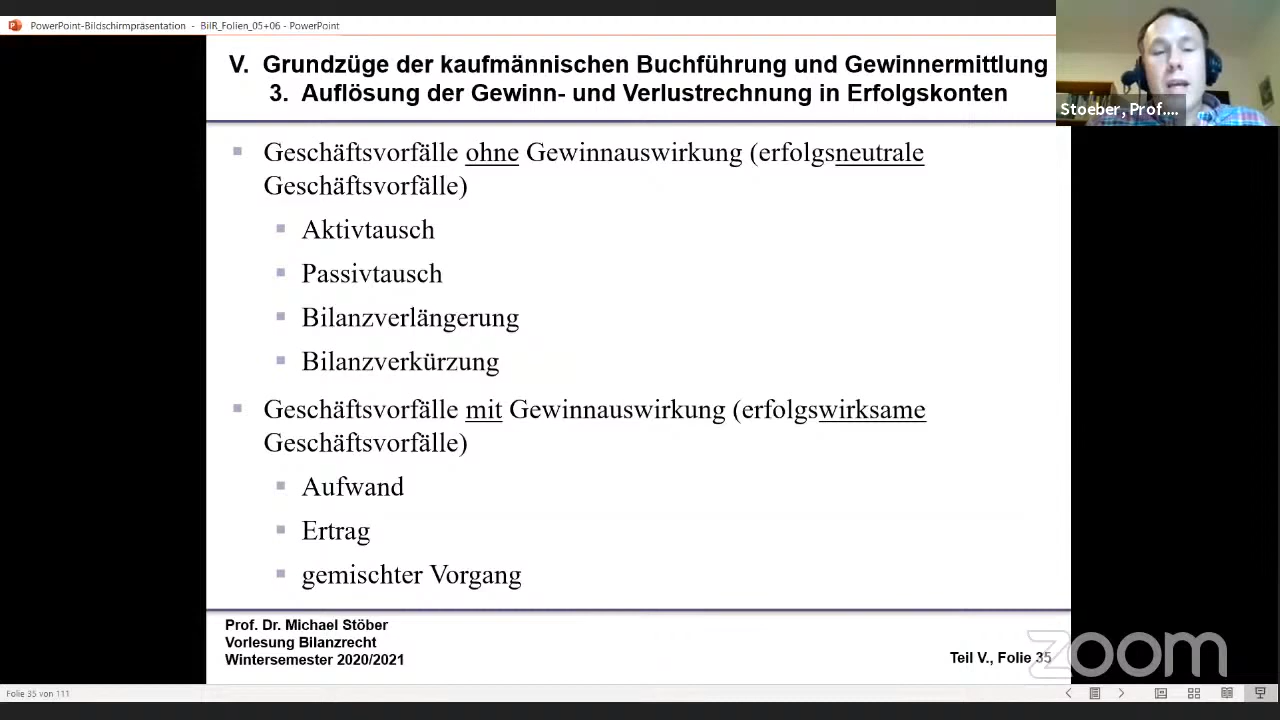 PowerPoint-Bildschirmpräsentation - BilR_Folien_05+06 - PowerPoint
V. Grundzüge der kaufmännischen Buchführung und Gewinnermittlung
3. Auflösung der Gewinn- und Verlustrechnung in Erfolgskonten
Stoeber, Prof....
Geschäftsvorfälle ohne Gewinnauswirkung (erfolgsneutrale
Geschäftsvorfälle)
Aktivtausch
Passivtausch
Bilanzverlängerung
Bilanzverkürzung
Geschäftsvorfälle mit Gewinnauswirkung (erfolgswirksame
Geschäftsvorfälle)
Aufwand
Ertrag
gemischter Vorgang
Prof. Dr. Michael Stöber
Vorlesung Bilanzrecht
Wintersemester 2020/2021
Teil V., Folie 35
zoom
Folie 35 von 111